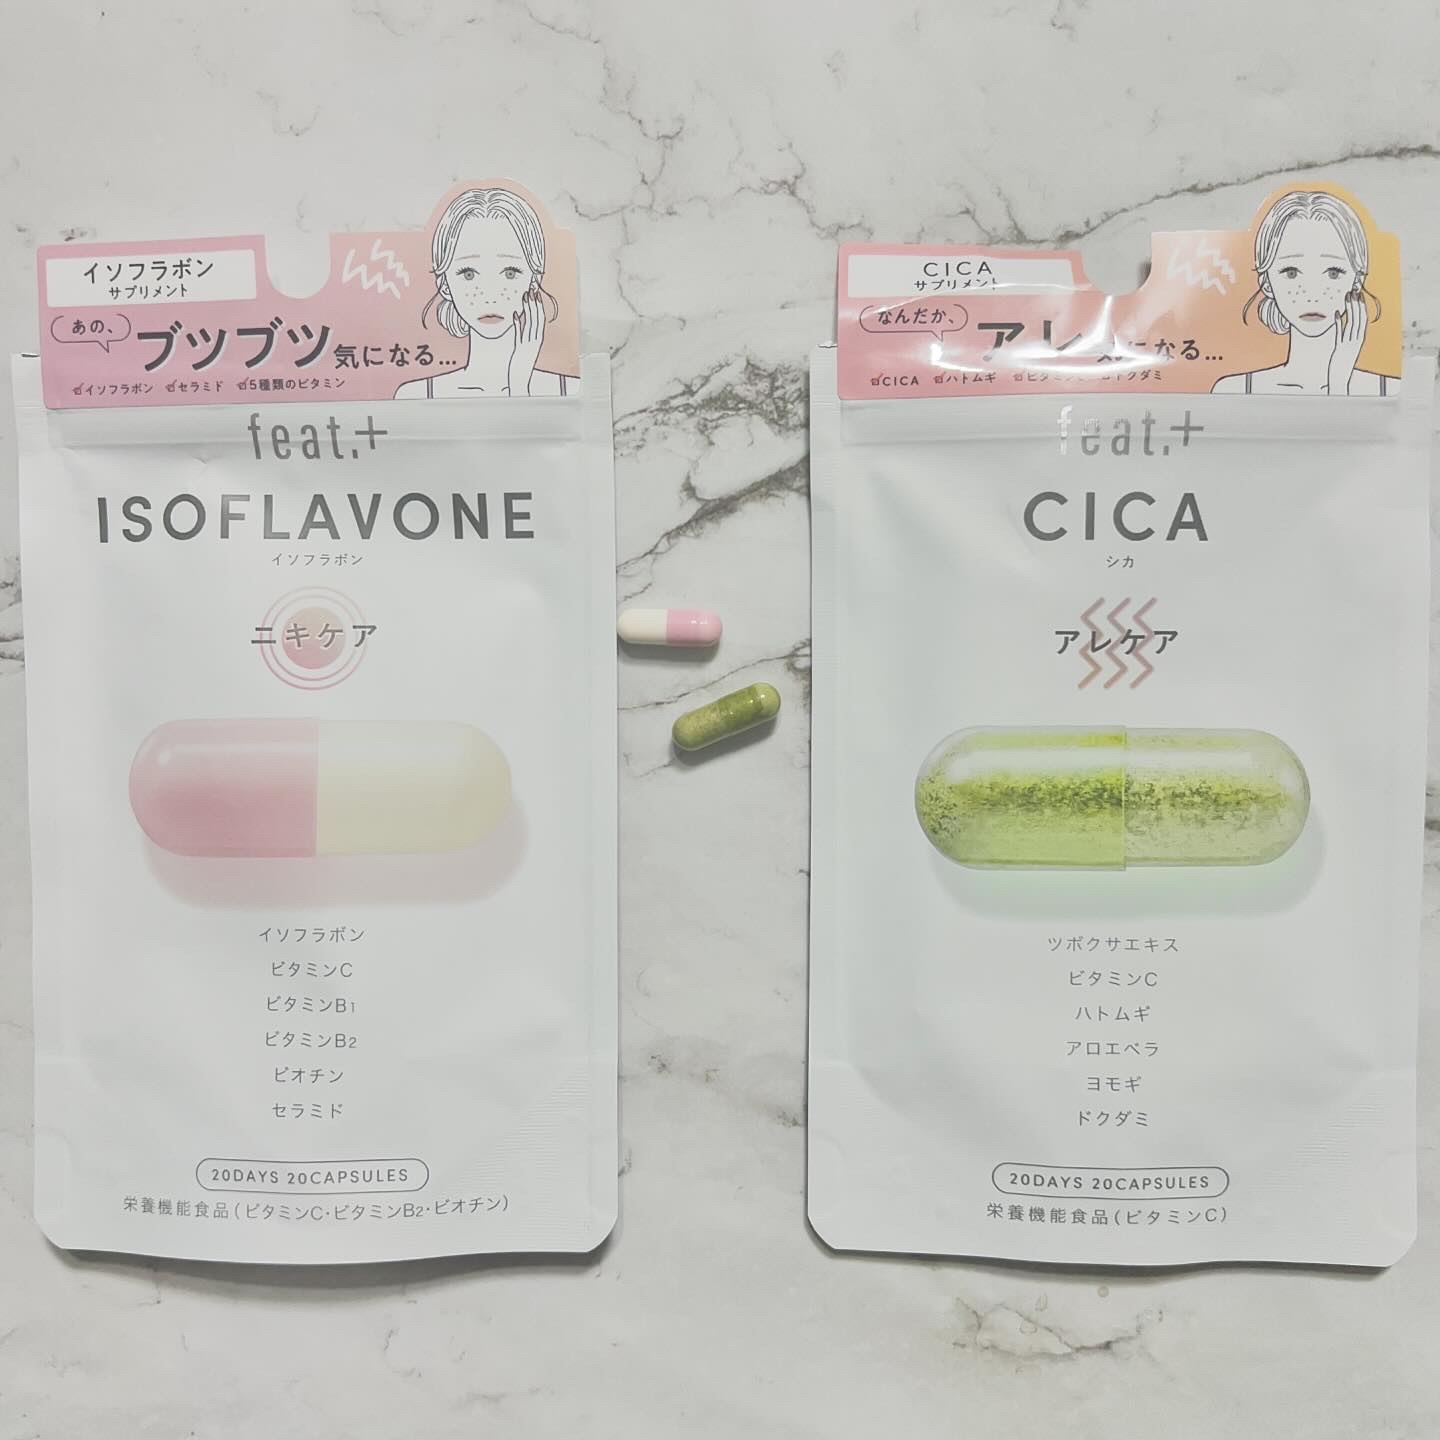 イソフラボン
サプリメント
あの、
ブツブツ気になる...
イソフラボン セラミド 5種類のビタミン
feat.+
ISOFLAVONE
イソフラボン
ニキケア
イソフラボン
ビタミンC
ビタミンB1
ビタミンB2
ビオチン
セラミド
20DAYS 20CAPSULES
栄養機能食品(ビタミンC・ビタミンB2・ビオチン)
CICA
サプリメント
なんだか、
アレ気になる...
CICA ハトムギ ドクダミ
feat.+
CICA
シカ
アレケア
ツボクサエキス
ビタミンC
ハトムギ
アロエベラ
ヨモギ
ドクダミ
20DAYS 20CAPSULES
栄養機能食品(ビタミンC)